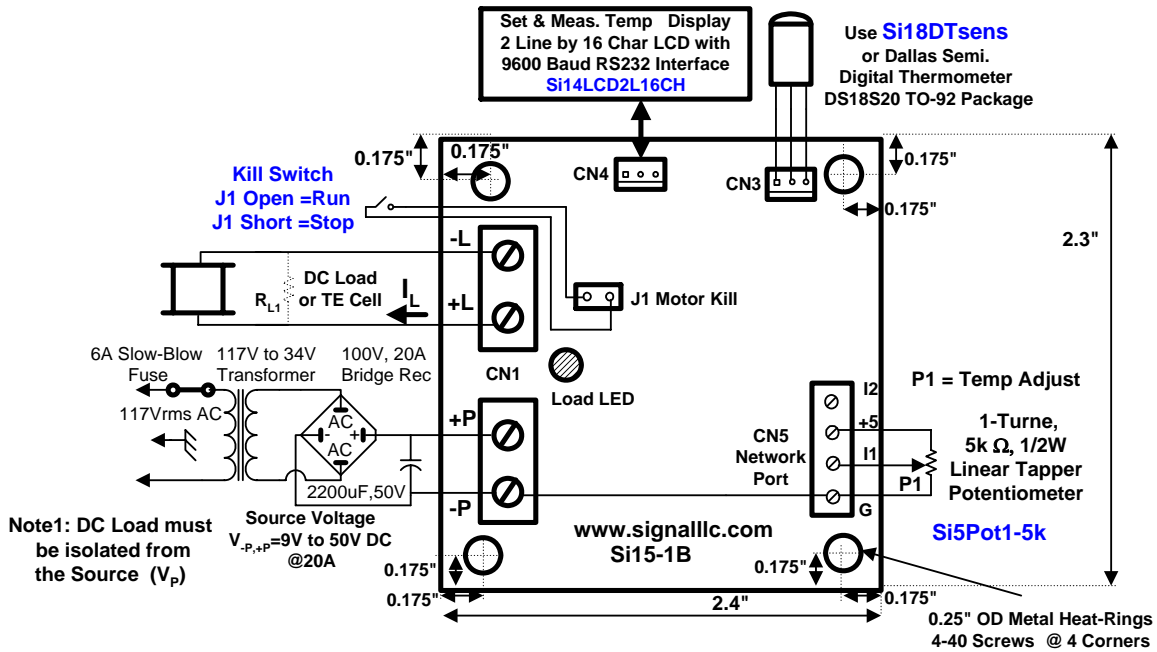 Set & Meas. Temp Display
2 Line by 16 Char LCD with
9600 Baud RS232 Interface
Si14LCD2L16CH
Use Si18DTsens
or Dallas Semi.
Digital Thermometer
DS18S20 TO-92 Package
0.175"
0.175"
CN4
CN3
0.175"
0.175"
2.3"
Kill Switch
J1 Open =Run
J1 Short =Stop
-L
+L
DC Load
or TE Cell
RL1
IL
J1 Motor Kill
CN1
Load LED
6A Slow-Blow
Fuse
117V to 34V
Transformer
100V, 20A
Bridge Rec
117Vrms AC
AC
- +
AC
2200uF,50V
+P
-P
Source Voltage
V-P,+P=9V to 50V DC
@20A
Note1: DC Load must
be isolated from
the Source (VP)
CN5
Network
Port
I2
+5
I1
G
P1
P1 = Temp Adjust
1-Turne,
5k Ω, 1/2W
Linear Tapper
Potentiometer
Si5Pot1-5k
www.signalllc.com
Si15-1B
0.175"
0.175"
0.175"
0.175"
2.4"
0.25" OD Metal Heat-Rings
4-40 Screws @ 4 Corners